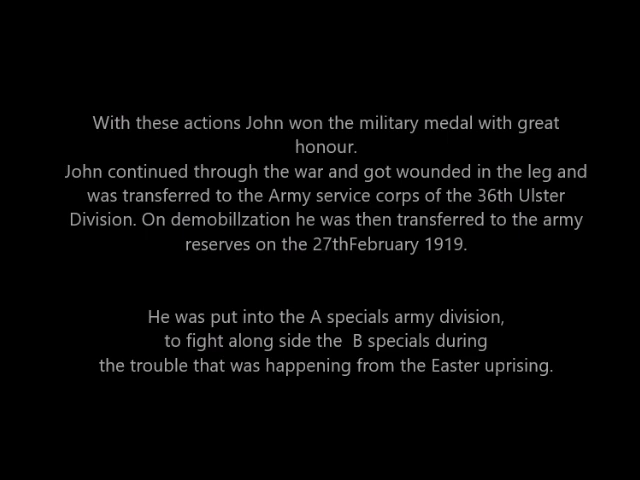 With these actions John won the military medal with great
honour.
John continued through the war and got wounded in the leg and
was transferred to the Army service corps of the 36th Ulster
Division. On demobillzation he was then transferred to the army
reserves on the 27thFebruary 1919.
He was put into the A specials army division,
to fight along side the  B specials during
the trouble that was happening from the Easter uprising.